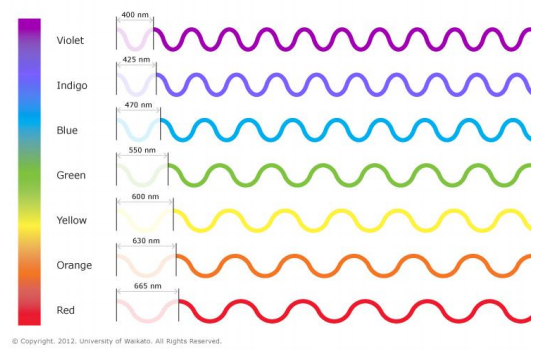 400 nm
Violet
425 nm
Indigo
470 nm
Blue
550 nm
Green
600 nm
Yellow
630 nm
Orange
665 nm
Red
© Copyright. 2012. University of Waikato. All Rights Reserved.